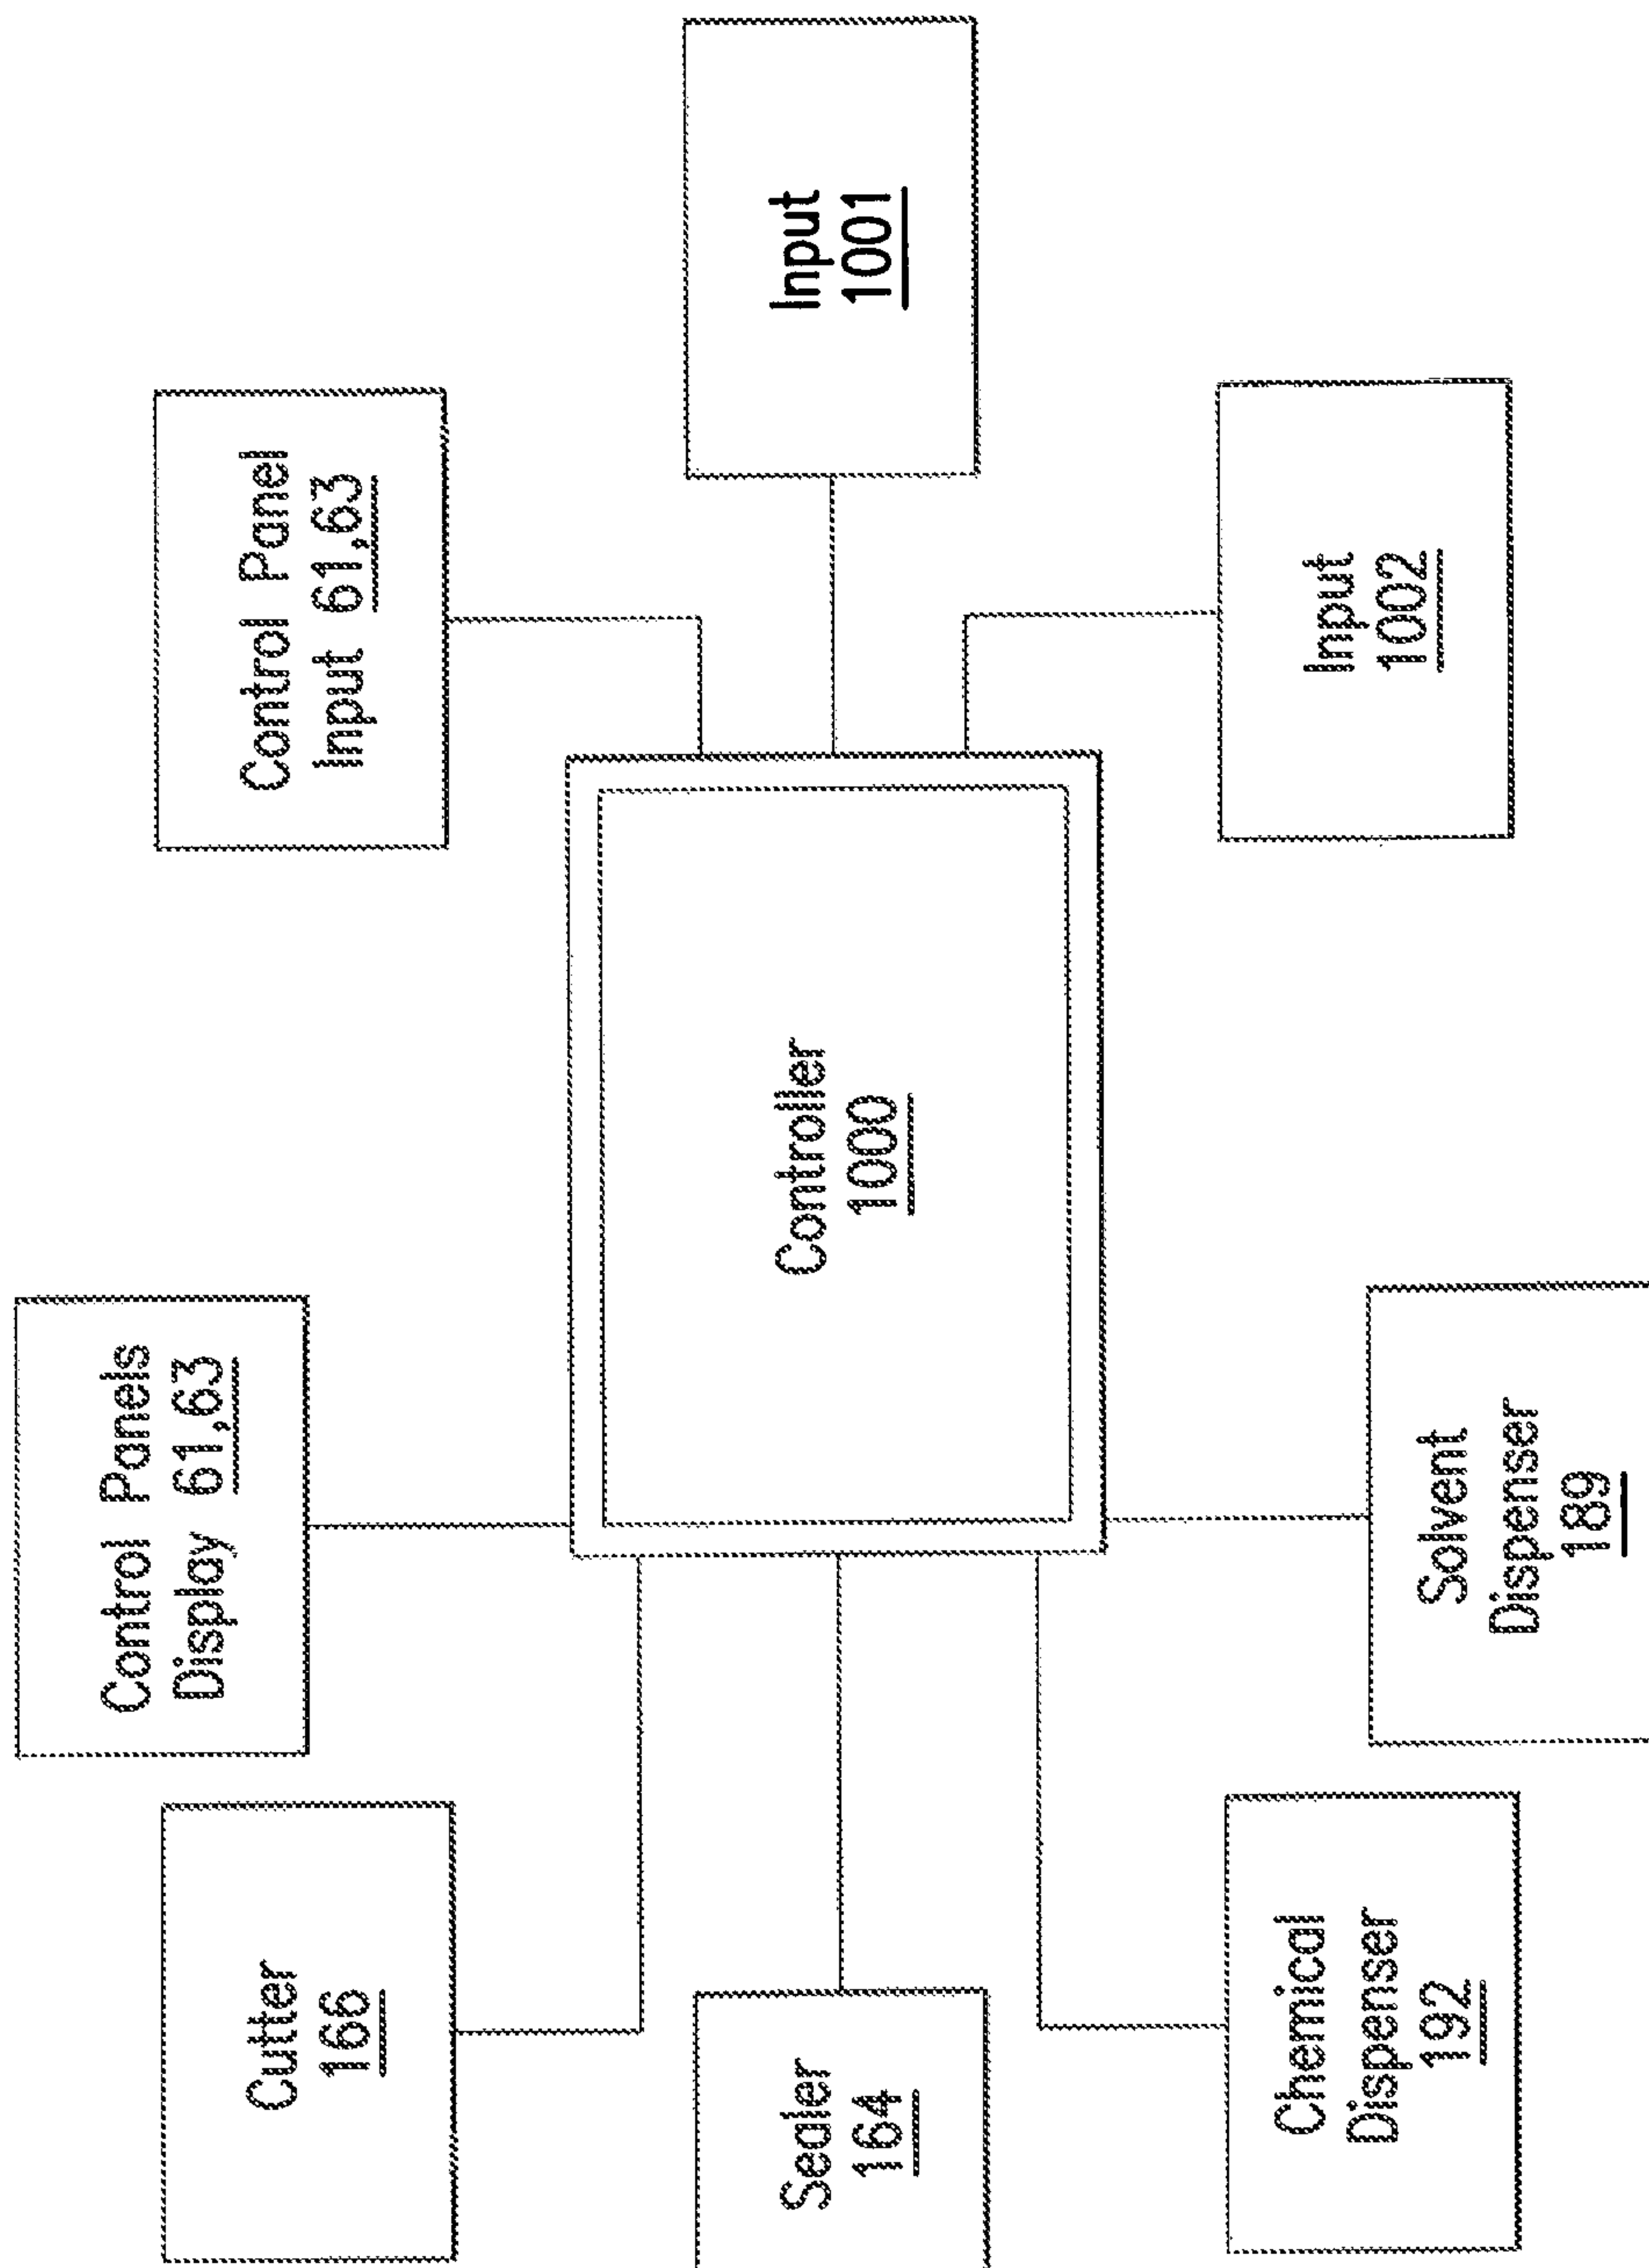 Control Panels
Display 61,63
Control Panel
Input 61,63
Cutter
166
Sealer
164
Controller
1000
Input
1001
Chemical
Dispenser
192
Solvent
Dispenser
189
Input
1002